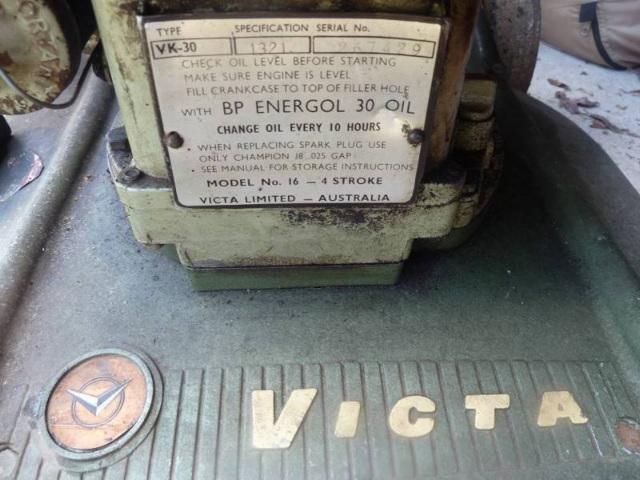 TYPE SPECIFICATION SERIAL No.
VK-30 1321 267429
CHECK OIL LEVEL BEFORE STARTING
MAKE SURE ENGINE IS LEVEL
FILL CRANKCASE TO TOP OF FILLER HOLE
WITH BP ENERGOL 30 OIL
CHANGE OIL EVERY 10 HOURS
• WHEN REPLACING SPARK PLUG USE
ONLY CHAMPION J8 .025 GAP
• SEE MANUAL FOR STORAGE INSTRUCTIONS
MODEL No. 16 – 4 STROKE
VICTA LIMITED – AUSTRALIA
VICTA